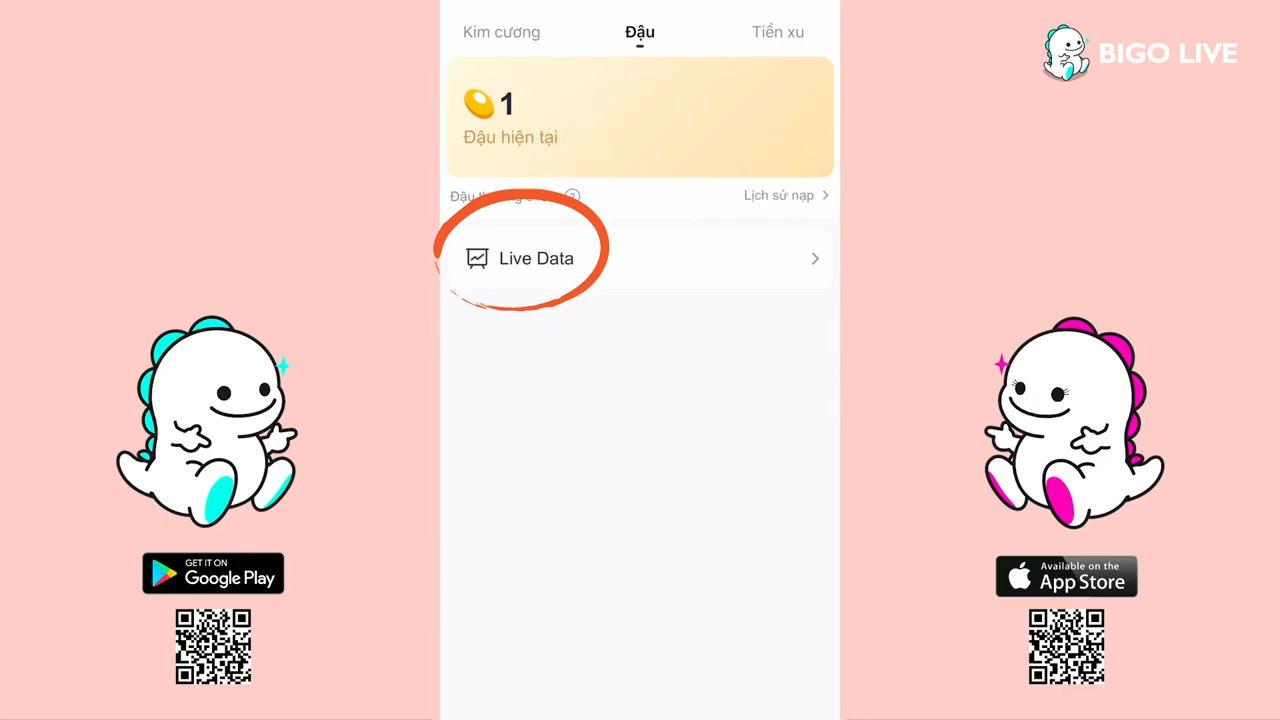 Kim cương
Đậu
Tiền xu
BIGO LIVE
1
Đậu hiện tại
Đậu
Lịch sử nạp
Live Data
GET IT ON
Google Play
Available on the
App Store